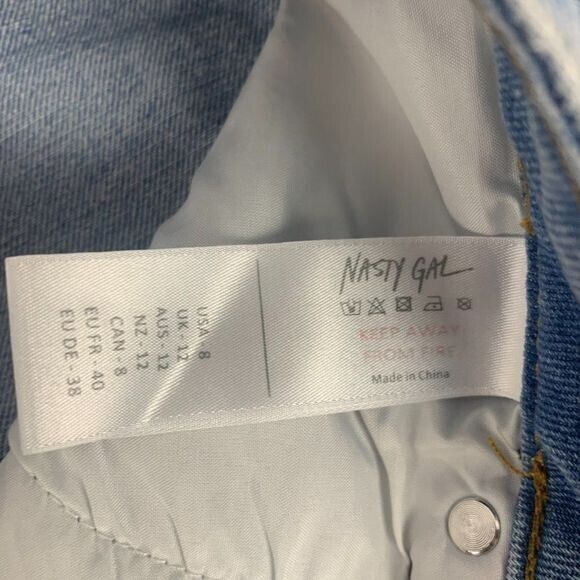 NASTY GAL
KEEP AWAY
FROM FIRE
Made in China
USA - 8
UK - 12
AUS - 12
NZ - 12
CAN - 8
EU FR - 40
EU DE - 38